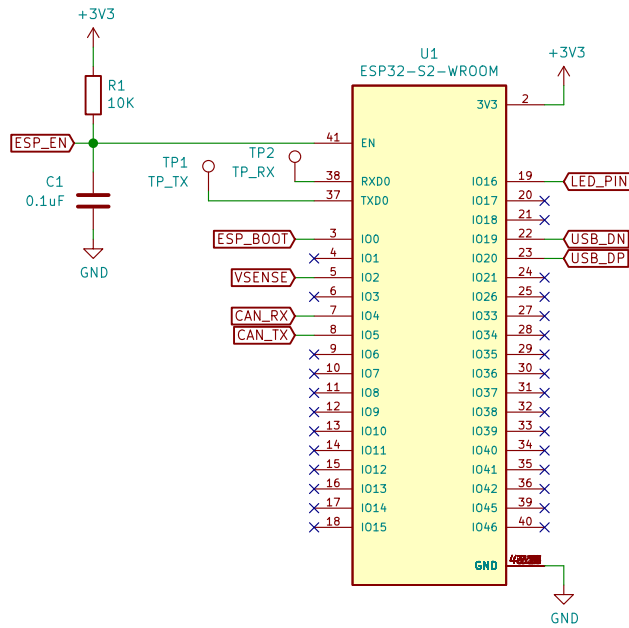 +3V3
R1
10K
ESP_EN
C1
0.1uF
GND
TP1
TP_TX
TP2
TP_RX
U1
ESP32-S2-WROOM
+3V3
3V3 2
41 EN
38 RXD0
37 TXD0
ESP_BOOT 3 IO0
4 IO1
VSENSE 5 IO2
6 IO3
CAN_RX 7 IO4
CAN_TX 8 IO5
9 IO6
10 IO7
11 IO8
12 IO9
13 IO10
14 IO11
15 IO12
16 IO13
17 IO14
18 IO15
IO16 19 LED_PIN
IO17 20
IO18 21
IO19 22 USB_DN
IO20 23 USB_DP
IO21 24
IO26 25
IO33 27
IO34 28
IO35 29
IO36 30
IO37 31
IO38 32
IO39 33
IO40 34
IO41 35
IO42 36
IO45 39
IO46 40
GND
GND